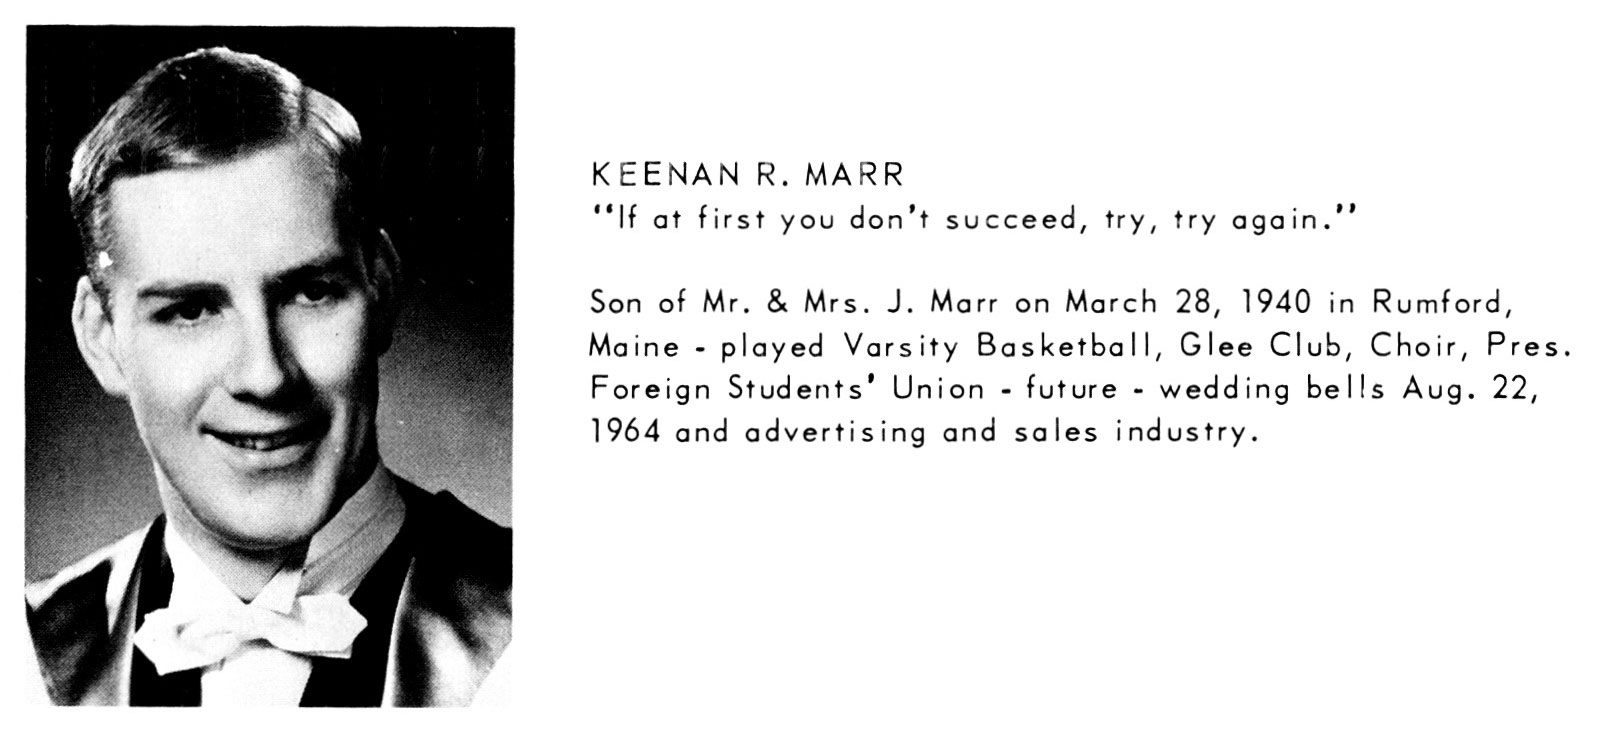 KEENAN R. MARR
“If at first you don't succeed, try, try again.”
Son of Mr. & Mrs. J. Marr on March 28, 1940 in Rumford,
Maine - played Varsity Basketball, Glee Club, Choir, Pres.
Foreign Students' Union - future - wedding bells Aug. 22,
1964 and advertising and sales industry.